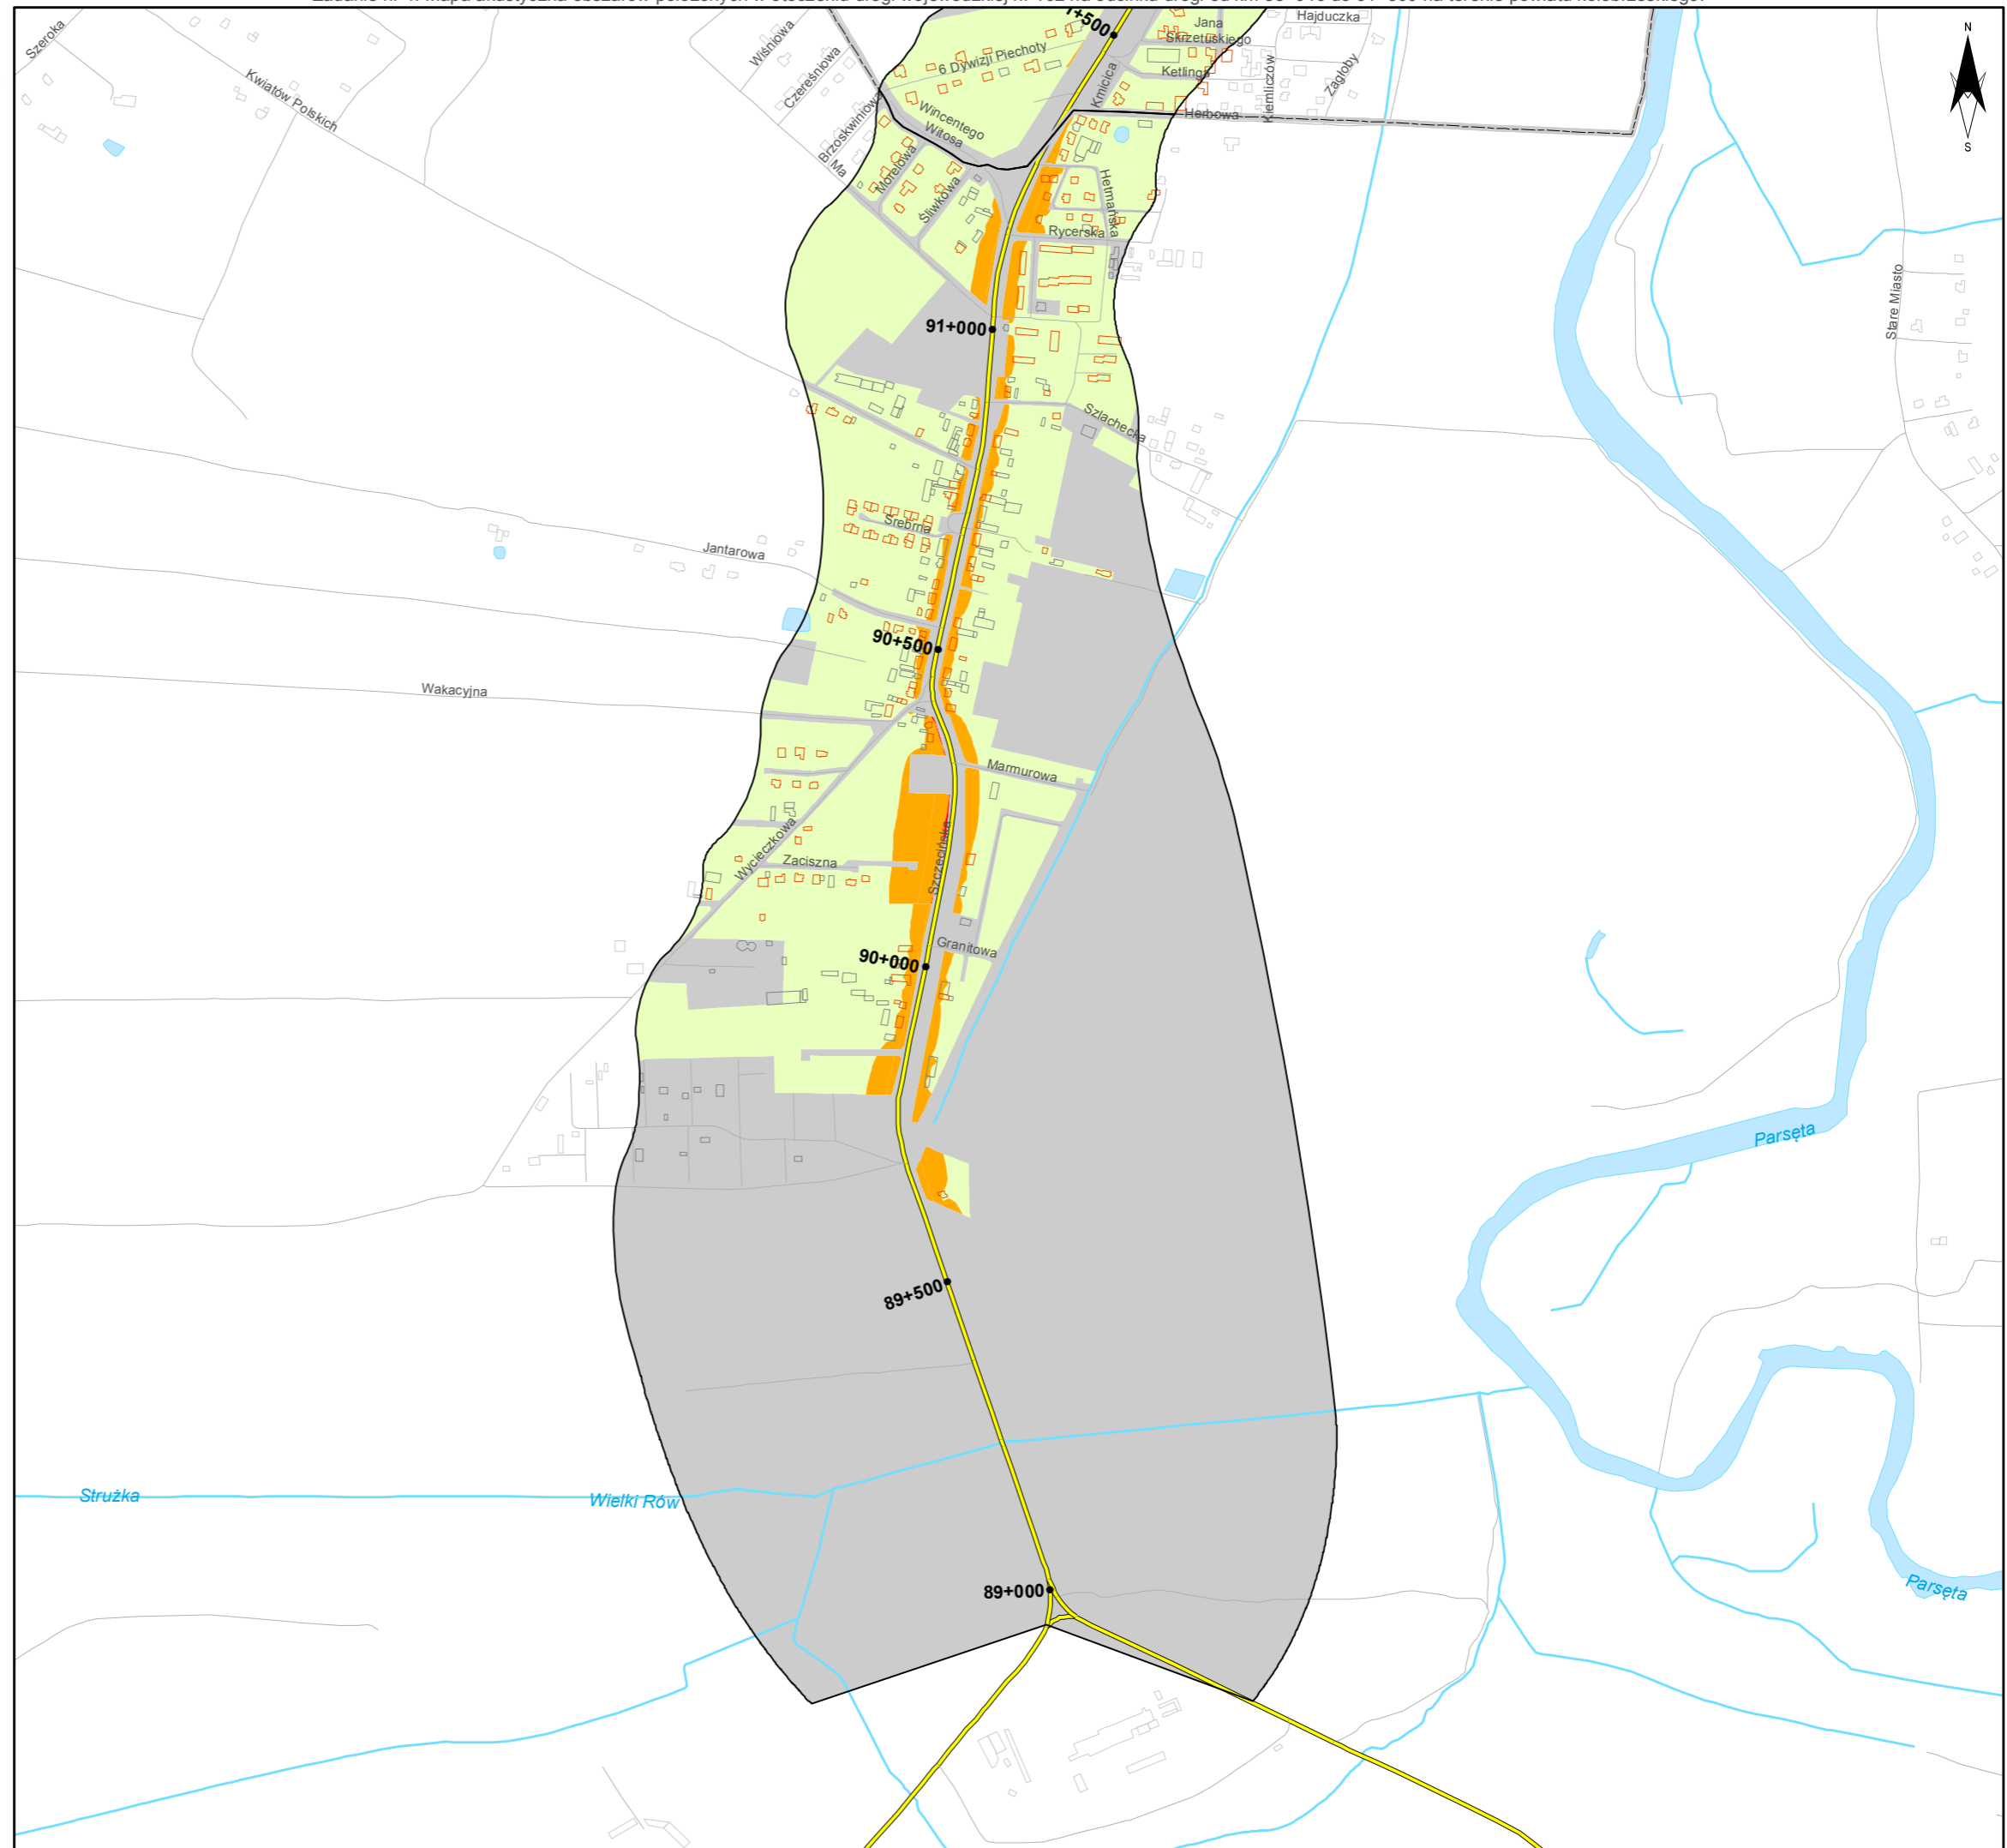 Szeroka
Kwiatów Polskich
Wiśniowa
Czereśniowa
Brzoskwiniowa
Ma
Morelowa
Śliwkowa
6 Dywizji Piechoty
Wincentego
Witosa
+500
Kmicica
Jana
Skrzetuskiego
Ketlinga
Hajduczka
Kiemliczów
Zagłoby
Herbowa
N
S
Hetmańska
Rycerska
Stare Miasto
91+000
Szlachecka
Srebrna
Jantarowa
90+500
Wakacyjna
Marmurowa
Szczecińska
Wycieczkowa
Zaciszna
Granitowa
90+000
Parsęta
89+500
Strużka
Wielki Rów
89+000
Parsęta